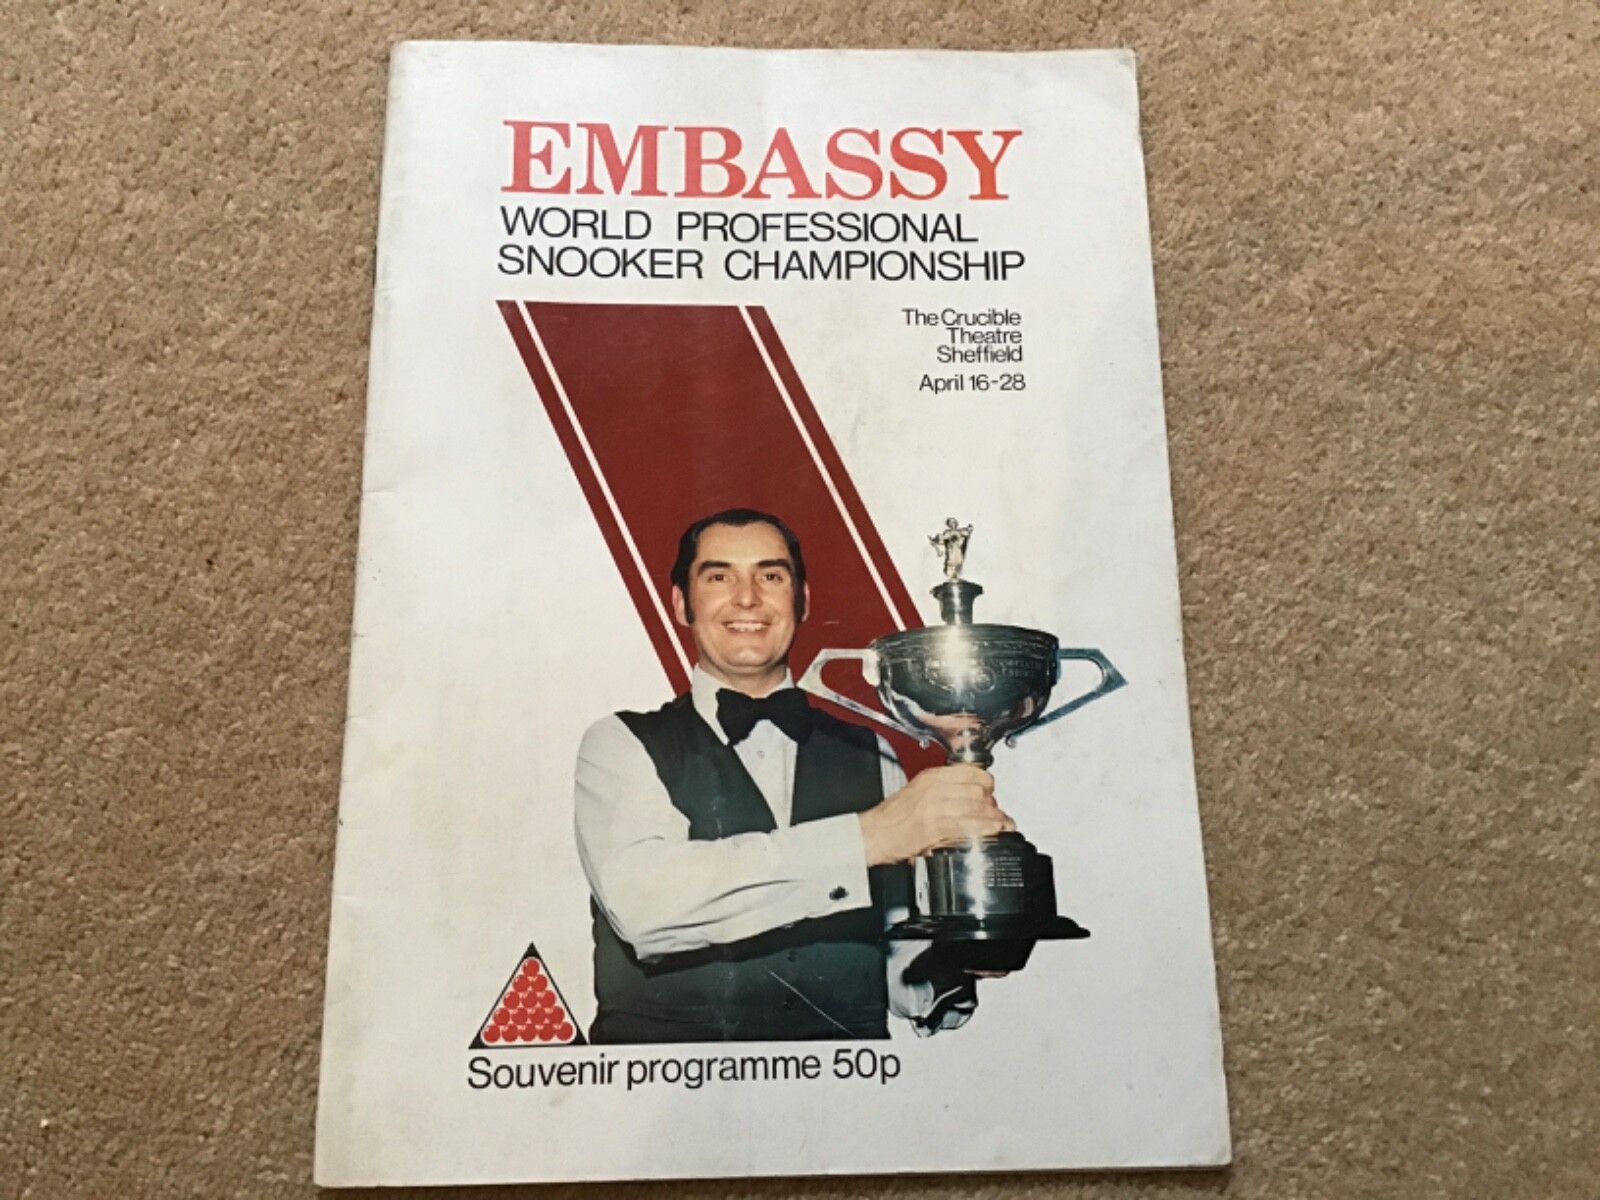 EMBASSY
WORLD PROFESSIONAL
SNOOKER CHAMPIONSHIP
The Crucible
Theatre
Sheffield
April 16-28
Souvenir programme 50p